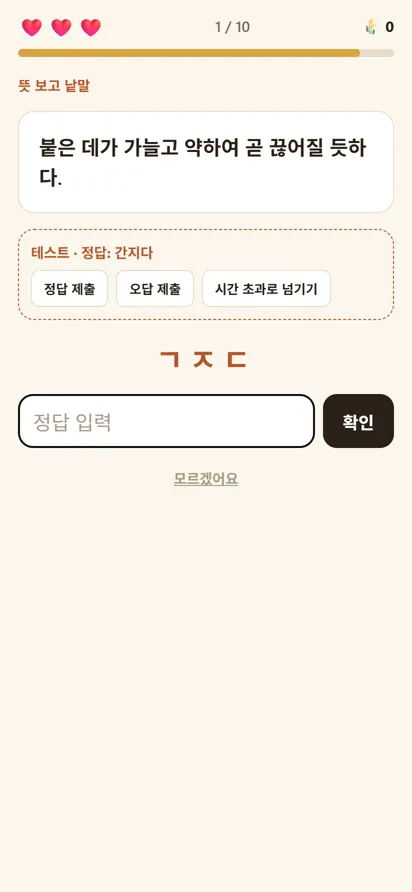 1 / 10
0
뜻 보고 낱말
붙은 데가 가늘고 약하여 곧 끊어질 듯하
다.
테스트 · 정답: 간지다
정답 제출
오답 제출
시간 초과로 넘기기
ㄱ ㅈ ㄷ
정답 입력
확인
모르겠어요